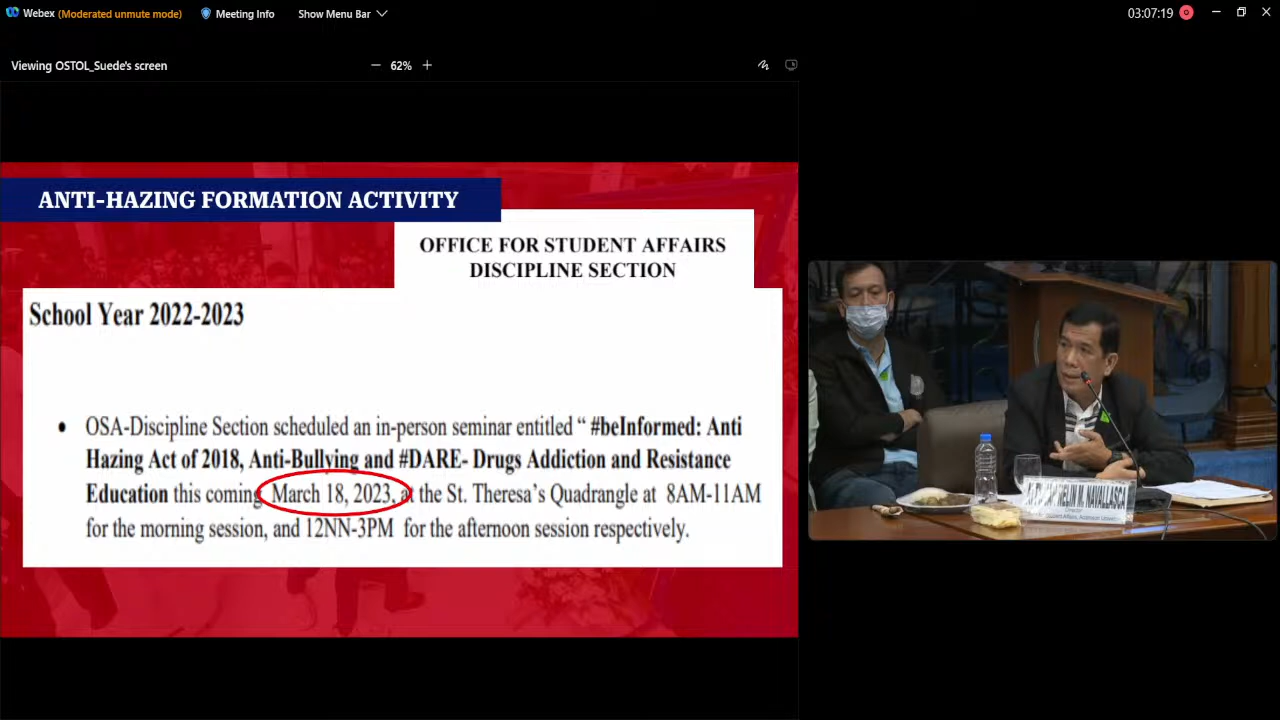 Webex (Moderated unmute mode) Meeting Info Show Menu Bar 03:07:19
Viewing OSTOL_Suede's screen 62%
ANTI-HAZING FORMATION ACTIVITY
OFFICE FOR STUDENT AFFAIRS
DISCIPLINE SECTION
School Year 2022-2023
• OSA-Discipline Section scheduled an in-person seminar entitled “ #beInformed: Anti
Hazing Act of 2018, Anti-Bullying and #DARE- Drugs Addiction and Resistance
Education this coming March 18, 2023, at the St. Theresa’s Quadrangle at 8AM-11AM
for the morning session, and 12NN-3PM for the afternoon session respectively.
NAVALLASCA
Director